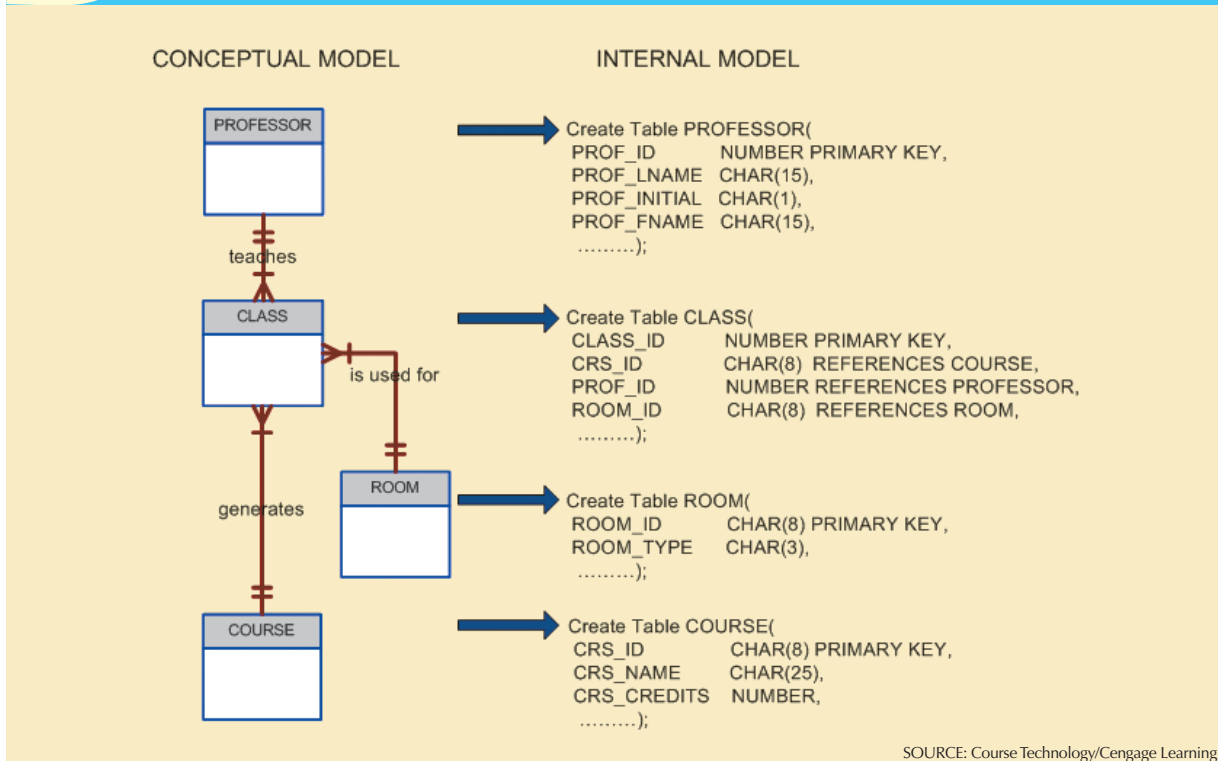 CONCEPTUAL MODEL
INTERNAL MODEL
PROFESSOR
teaches
CLASS
is used for
ROOM
generates
COURSE
Create Table PROFESSOR(
PROF_ID NUMBER PRIMARY KEY,
PROF_LNAME CHAR(15),
PROF_INITIAL CHAR(1),
PROF_FNAME CHAR(15),
………);
Create Table CLASS(
CLASS_ID NUMBER PRIMARY KEY,
CRS_ID CHAR(8) REFERENCES COURSE,
PROF_ID NUMBER REFERENCES PROFESSOR,
ROOM_ID CHAR(8) REFERENCES ROOM,
………);
Create Table ROOM(
ROOM_ID CHAR(8) PRIMARY KEY,
ROOM_TYPE CHAR(3),
………);
Create Table COURSE(
CRS_ID CHAR(8) PRIMARY KEY,
CRS_NAME CHAR(25),
CRS_CREDITS NUMBER,
………);
SOURCE: Course Technology/Cengage Learning